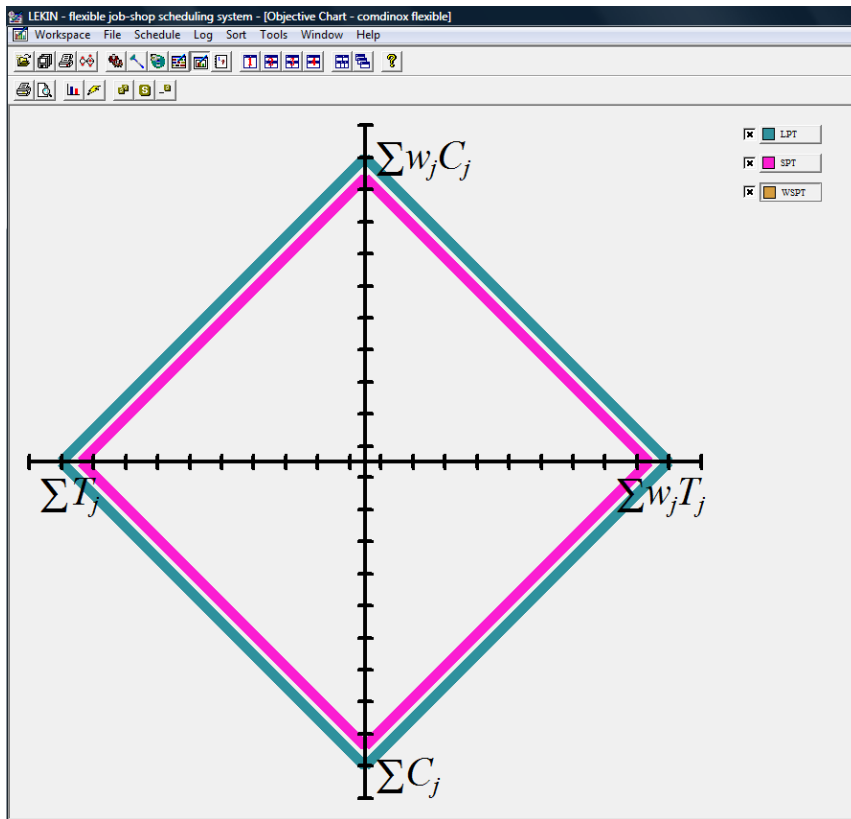 LEKIN - flexible job-shop scheduling system - [Objective Chart - comdinox flexible]
Workspace File Schedule Log Sort Tools Window Help
∑wⱼCⱼ
LPT
SPT
WSPT
∑Tⱼ
∑wⱼTⱼ
∑Cⱼ